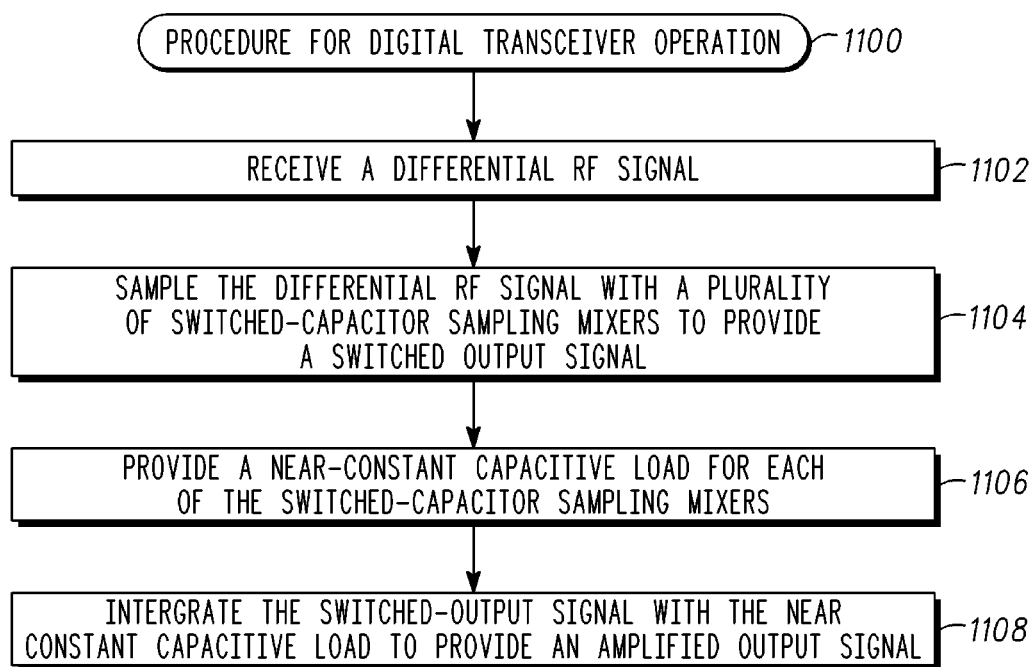 PROCEDURE FOR DIGITAL TRANSCEIVER OPERATION 1100
RECEIVE A DIFFERENTIAL RF SIGNAL 1102
SAMPLE THE DIFFERENTIAL RF SIGNAL WITH A PLURALITY
OF SWITCHED-CAPACITOR SAMPLING MIXERS TO PROVIDE
A SWITCHED OUTPUT SIGNAL
1104
PROVIDE A NEAR-CONSTANT CAPACITIVE LOAD FOR EACH
OF THE SWITCHED-CAPACITOR SAMPLING MIXERS
1106
INTERGRATE THE SWITCHED-OUTPUT SIGNAL WITH THE NEAR
CONSTANT CAPACITIVE LOAD TO PROVIDE AN AMPLIFIED OUTPUT SIGNAL
1108